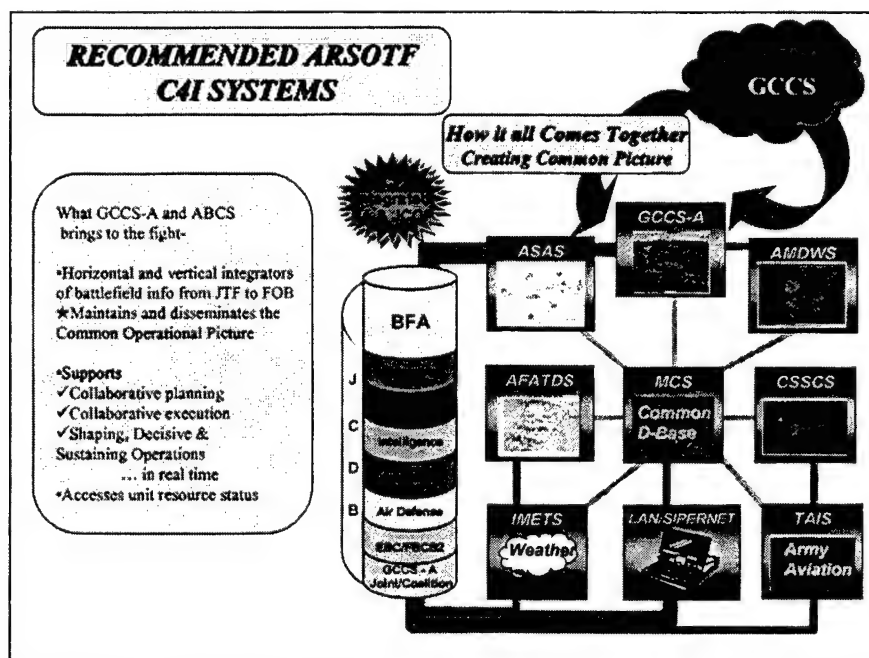 RECOMMENDED ARSOTF
C4I SYSTEMS
GCCS
How it all Comes Together
Creating Common Picture
What GCCS-A and ABCS
brings to the fight-
•Horizontal and vertical integrators
of battlefield info from JTF to FOB
★Maintains and disseminates the
Common Operational Picture
•Supports
✓Collaborative planning
✓Collaborative execution
✓Shaping, Decisive &
Sustaining Operations
… in real time
•Accesses unit resource status
BFA
J
C
Intelligence
D
B
Air Defense
EBC/FBCB2
GCCS - A
Joint/Coalition
ASAS
GCCS-A
AMDWS
AFATDS
MCS
Common
D-Base
CSSCS
IMETS
Weather
LAN/SIPERNET
TAIS
Army
Aviation